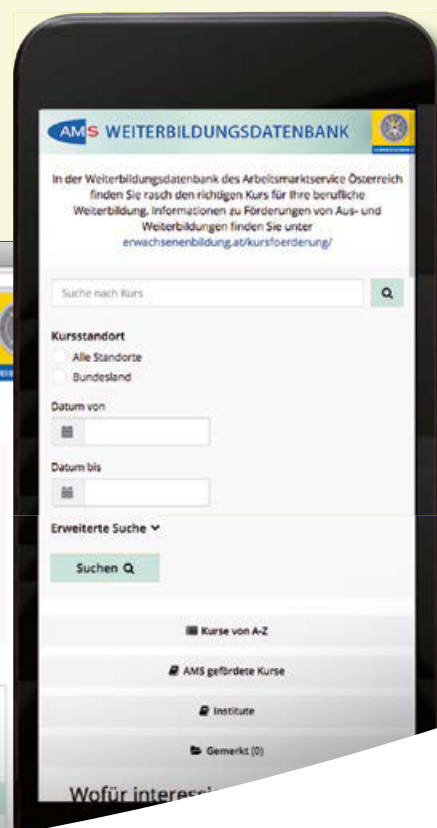 AMS WEITERBILDUNGSDATENBANK
In der Weiterbildungsdatenbank des Arbeitsmarktservice Österreich
finden Sie rasch den richtigen Kurs für Ihre berufliche
Weiterbildung. Informationen zu Förderungen von Aus- und
Weiterbildungen finden Sie unter
erwachsenenbildung.at/kursfoerderung/
Suche nach Kurs
Kursstandort
Alle Standorte
Bundesland
Datum von
Datum bis
Erweiterte Suche
Suchen
Kurse von A-Z
AMS gefördete Kurse
Institute
Gemerkt (0)
Wofür